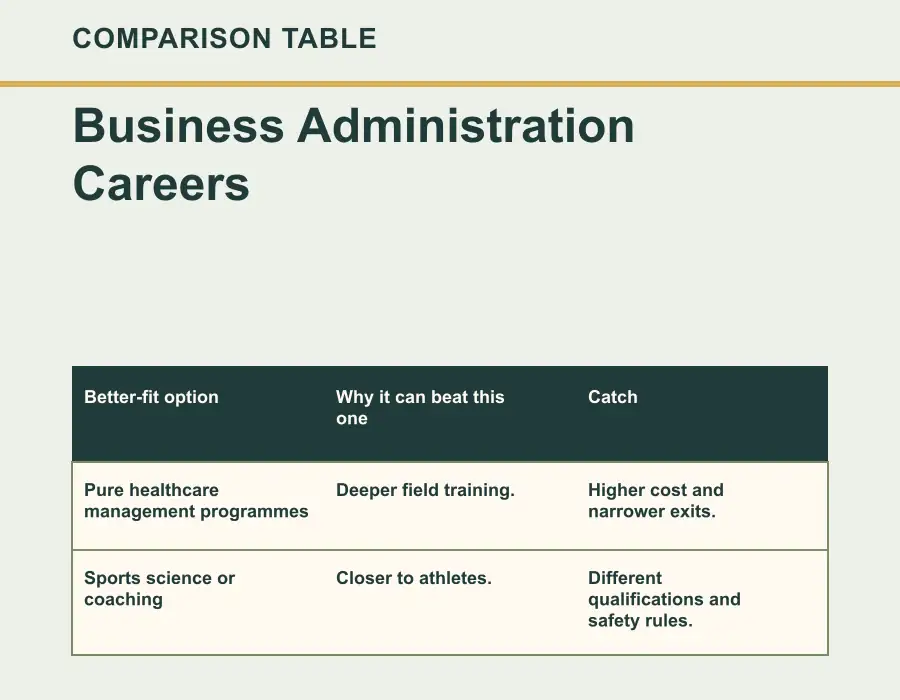 COMPARISON TABLE
Business Administration
Careers
Better-fit option
Why it can beat this
one
Catch
Pure healthcare
management programmes
Deeper field training.
Higher cost and
narrower exits.
Sports science or
coaching
Closer to athletes.
Different
qualifications and
safety rules.